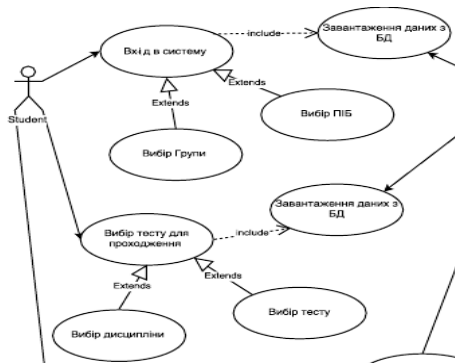 Завантаження даних з
БД
include
Вхід в систему
Student
Extends
Extends
Вибір ПІБ
Вибір Групи
Завантаження даних з
БД
Вибір тесту для
проходження
include
Extends
Extends
Вибір дисципліни
Вибір тесту